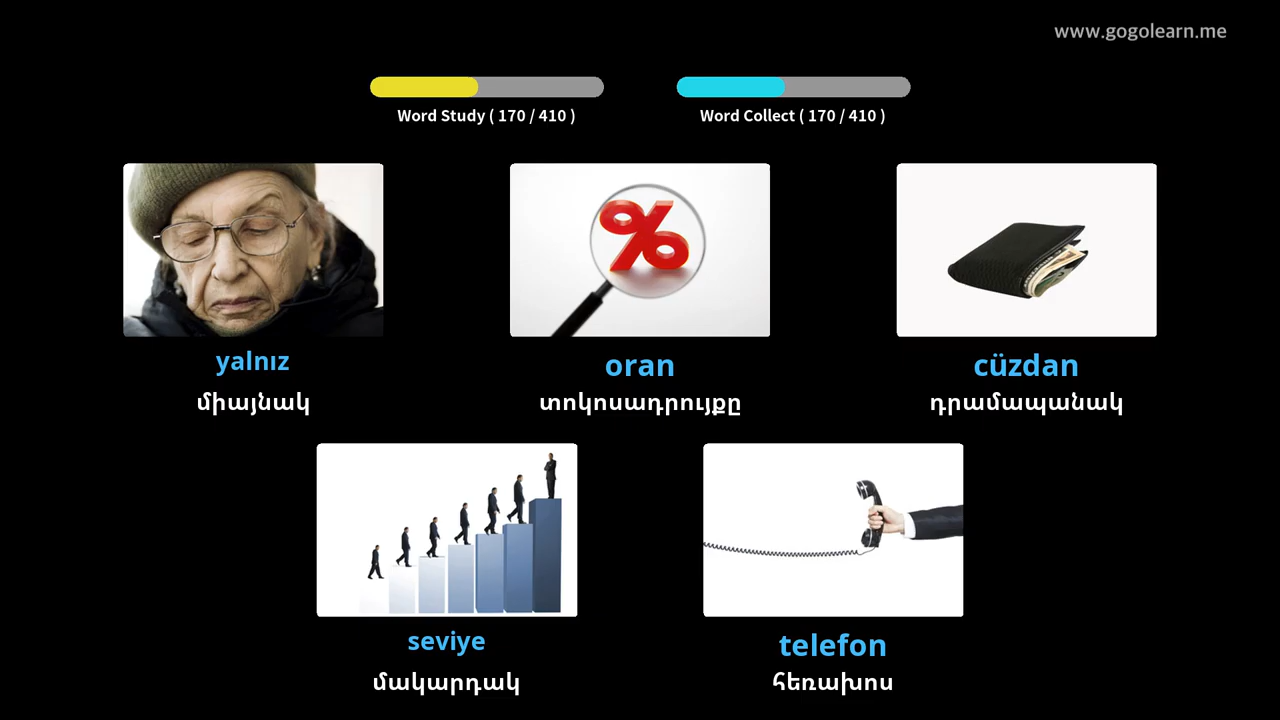 www.gogolearn.me
Word Study ( 170 / 410 )
Word Collect ( 170 / 410 )
yalnız
միայնակ
oran
տոկոսադրույքը
cüzdan
դրամապանակ
seviye
մակարդակ
telefon
հեռախոս